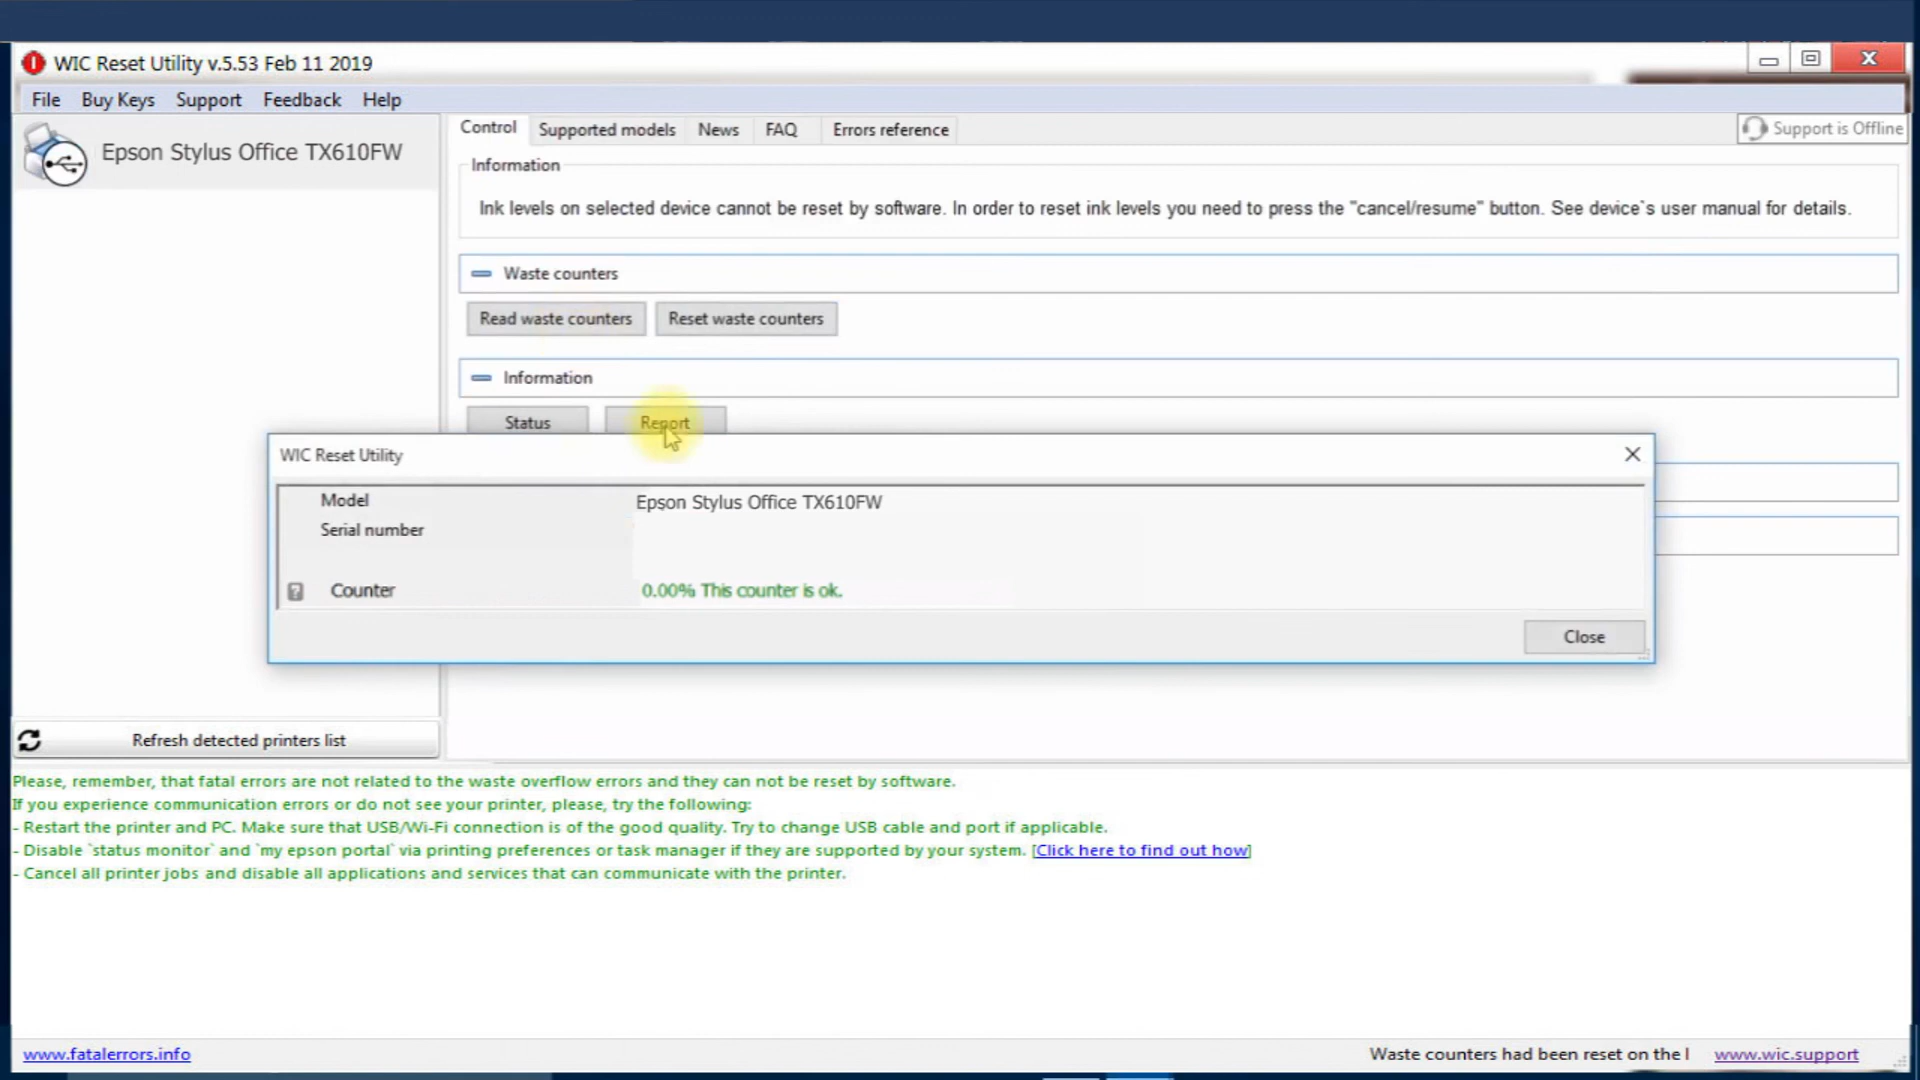 WIC Reset Utility v.5.53 Feb 11 2019
File Buy Keys Support Feedback Help
Epson Stylus Office TX610FW
Control Supported models News FAQ Errors reference
Support is Offline
Information
Ink levels on selected device cannot be reset by software. In order to reset ink levels you need to press the "cancel/resume" button. See device`s user manual for details.
Waste counters
Read waste counters Reset waste counters
Information
Status Report
WIC Reset Utility
Model Epson Stylus Office TX610FW
Serial number
? Counter 0.00% This counter is ok.
Close
Refresh detected printers list
Please, remember, that fatal errors are not related to the waste overflow errors and they can not be reset by software.
If you experience communication errors or do not see your printer, please, try the following:
- Restart the printer and PC. Make sure that USB/Wi-Fi connection is of the good quality. Try to change USB cable and port if applicable.
- Disable `status monitor` and `my epson portal` via printing preferences or task manager if they are supported by your system. [Click here to find out how]
- Cancel all printer jobs and disable all applications and services that can communicate with the printer.
www.fatalerrors.info
Waste counters had been reset on the l www.wic.support